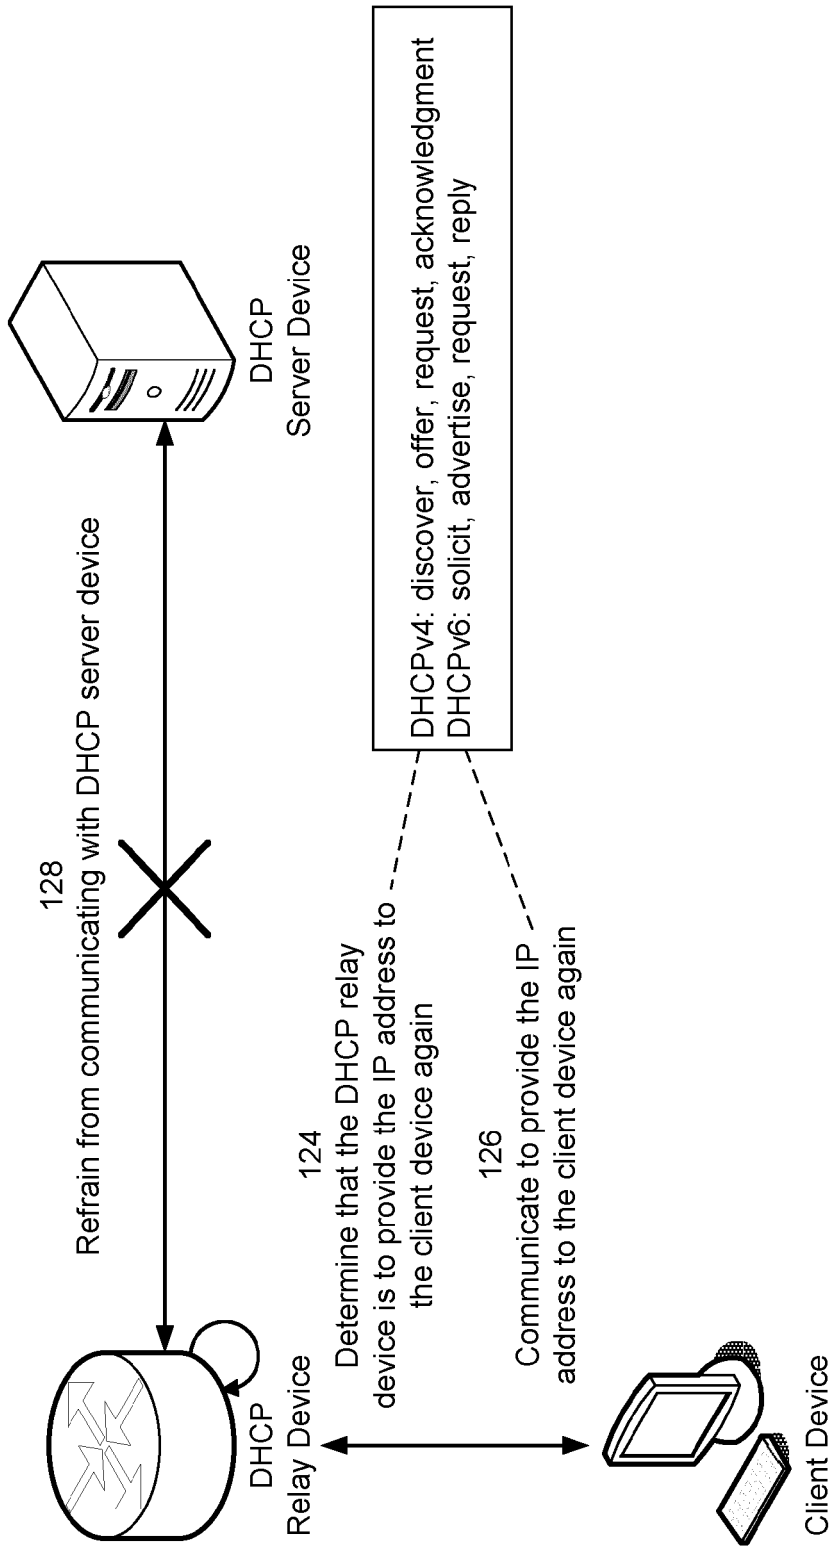 128
Refrain from communicating with DHCP server device
DHCP
Relay Device
DHCP
Server Device
124
Determine that the DHCP relay
device is to provide the IP address to
the client device again
DHCPv4: discover, offer, request, acknowledgment
DHCPv6: solicit, advertise, request, reply
126
Communicate to provide the IP
address to the client device again
Client Device